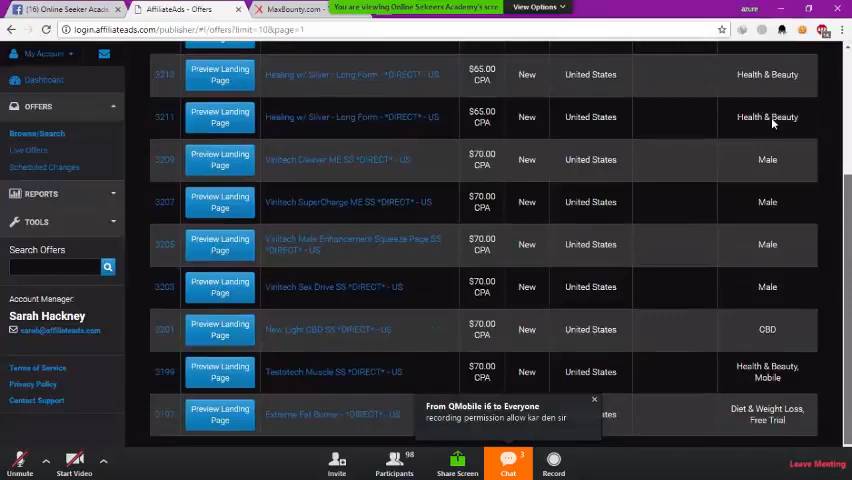 (16) Online Seeker Acad
AffiliateAds - Offers
MaxBounty.com -
You are viewing Online Sekeers Academy's scre
View Options
azure
login.affiliateads.com/publisher/#!/offers?limit=10&page=1
My Account
Dashboard
OFFERS
Browse/Search
Live Offers
Scheduled Changes
REPORTS
TOOLS
Search Offers
Account Manager:
Sarah Hackney
sarah@affiliateads.com
Terms of Service
Privacy Policy
Contact Support
3213 Preview Landing Page Healing w/ Silver - Long Form - *DIRECT* - US $65.00 CPA New United States Health & Beauty
3211 Preview Landing Page Healing w/ Silver - Long Form - *DIRECT* - US $65.00 CPA New United States Health & Beauty
3209 Preview Landing Page ME SS *DIRECT* - US $70.00 CPA New United States Male
3207 Preview Landing Page SuperCharge ME SS *DIRECT* - US $70.00 CPA New United States Male
3205 Preview Landing Page Male Enhancement Squeeze Page SS *DIRECT* - US $70.00 CPA New United States Male
3203 Preview Landing Page Sex Drive SS *DIRECT* - US $70.00 CPA New United States Male
3201 Preview Landing Page New Light CBD SS *DIRECT* - US $70.00 CPA New United States CBD
3199 Preview Landing Page Testotech Muscle SS *DIRECT* - US $70.00 CPA New United States Health & Beauty, Mobile
3197 Preview Landing Page Extreme Fat Burner - *DIRECT* - US New United States Diet & Weight Loss, Free Trial
From QMobile i6 to Everyone
recording permission allow kar den sir
3
98
Unmute
Start Video
Invite
Participants
Share Screen
Chat
Record
Leave Meeting